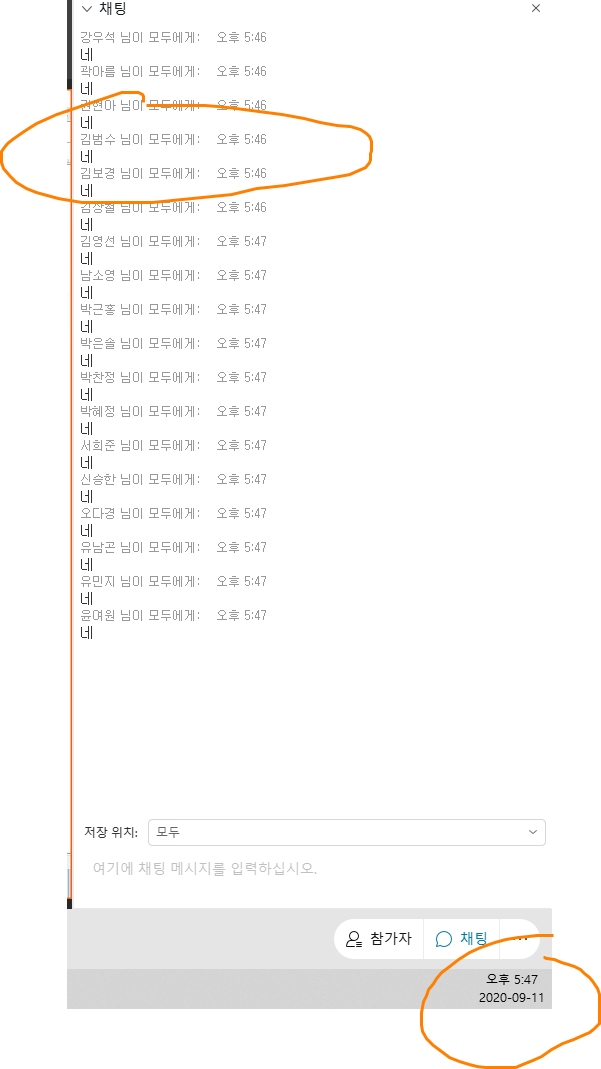 채팅
강우석 님이 모두에게: 오후 5:46
네
곽아름 님이 모두에게: 오후 5:46
네
권현아 님이 모두에게: 오후 5:46
네
김범수 님이 모두에게: 오후 5:46
네
김보경 님이 모두에게: 오후 5:46
네
김상철 님이 모두에게: 오후 5:46
네
김영선 님이 모두에게: 오후 5:47
네
남소영 님이 모두에게: 오후 5:47
네
박근홍 님이 모두에게: 오후 5:47
네
박은솔 님이 모두에게: 오후 5:47
네
박찬정 님이 모두에게: 오후 5:47
네
박혜정 님이 모두에게: 오후 5:47
네
서희준 님이 모두에게: 오후 5:47
네
신승한 님이 모두에게: 오후 5:47
네
오다경 님이 모두에게: 오후 5:47
네
유남곤 님이 모두에게: 오후 5:47
네
유민지 님이 모두에게: 오후 5:47
네
윤여원 님이 모두에게: 오후 5:47
네
저장 위치: 모두
여기에 채팅 메시지를 입력하십시오.
참가자 채팅 ...
오후 5:47
2020-09-11